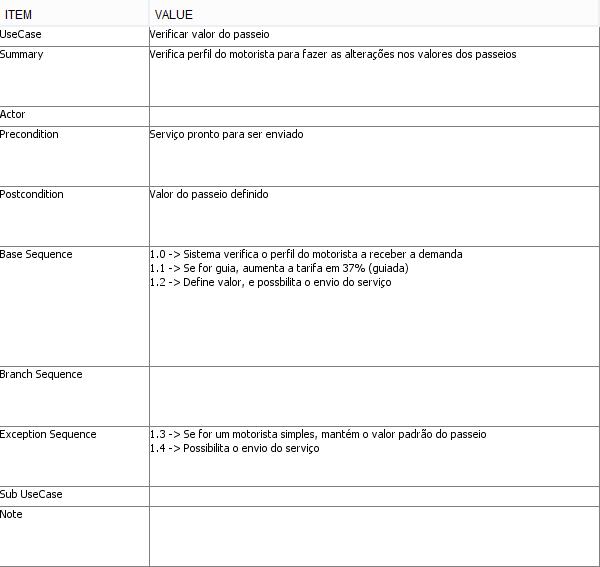 ITEM VALUE
UseCase Verificar valor do passeio
Summary Verifica perfil do motorista para fazer as alterações nos valores dos passeios
Actor
Precondition Serviço pronto para ser enviado
Postcondition Valor do passeio definido
Base Sequence 1.0 -> Sistema verifica o perfil do motorista a receber a demanda
1.1 -> Se for guia, aumenta a tarifa em 37% (guiada)
1.2 -> Define valor, e possbilita o envio do serviço
Branch Sequence
Exception Sequence 1.3 -> Se for um motorista simples, mantém o valor padrão do passeio
1.4 -> Possibilita o envio do serviço
Sub UseCase
Note